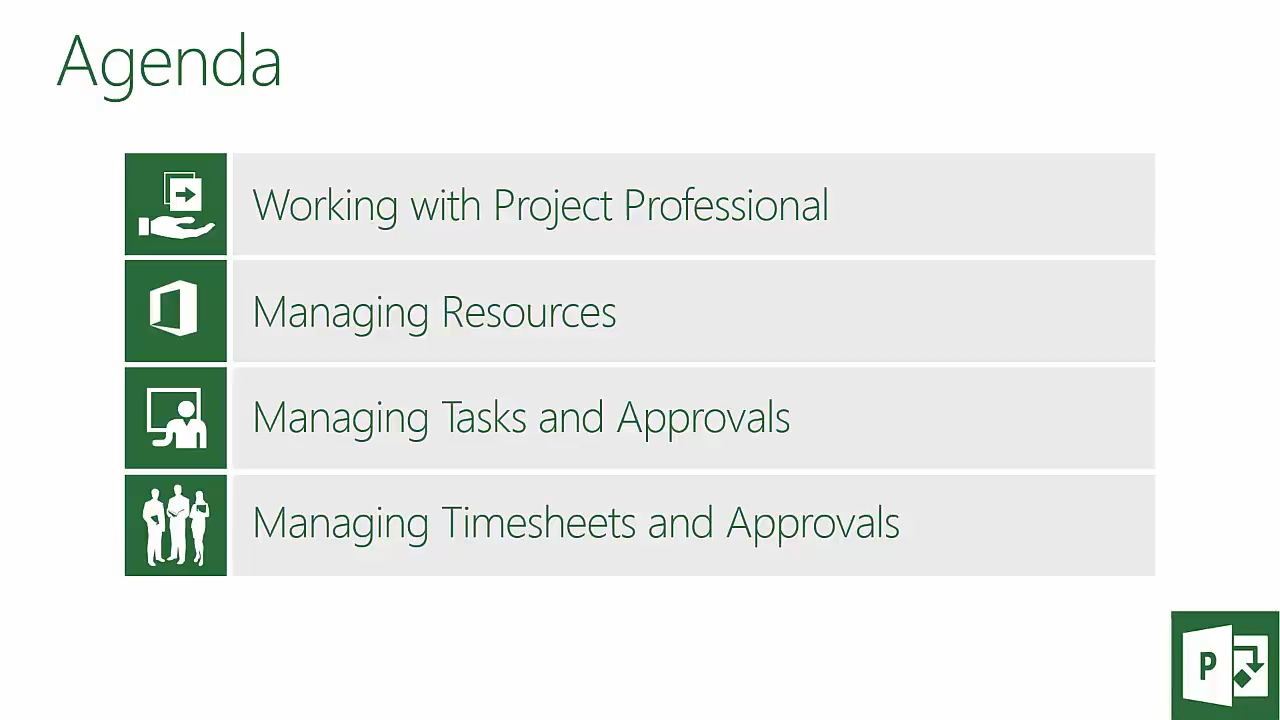 Agenda
Working with Project Professional
Managing Resources
Managing Tasks and Approvals
Managing Timesheets and Approvals
P